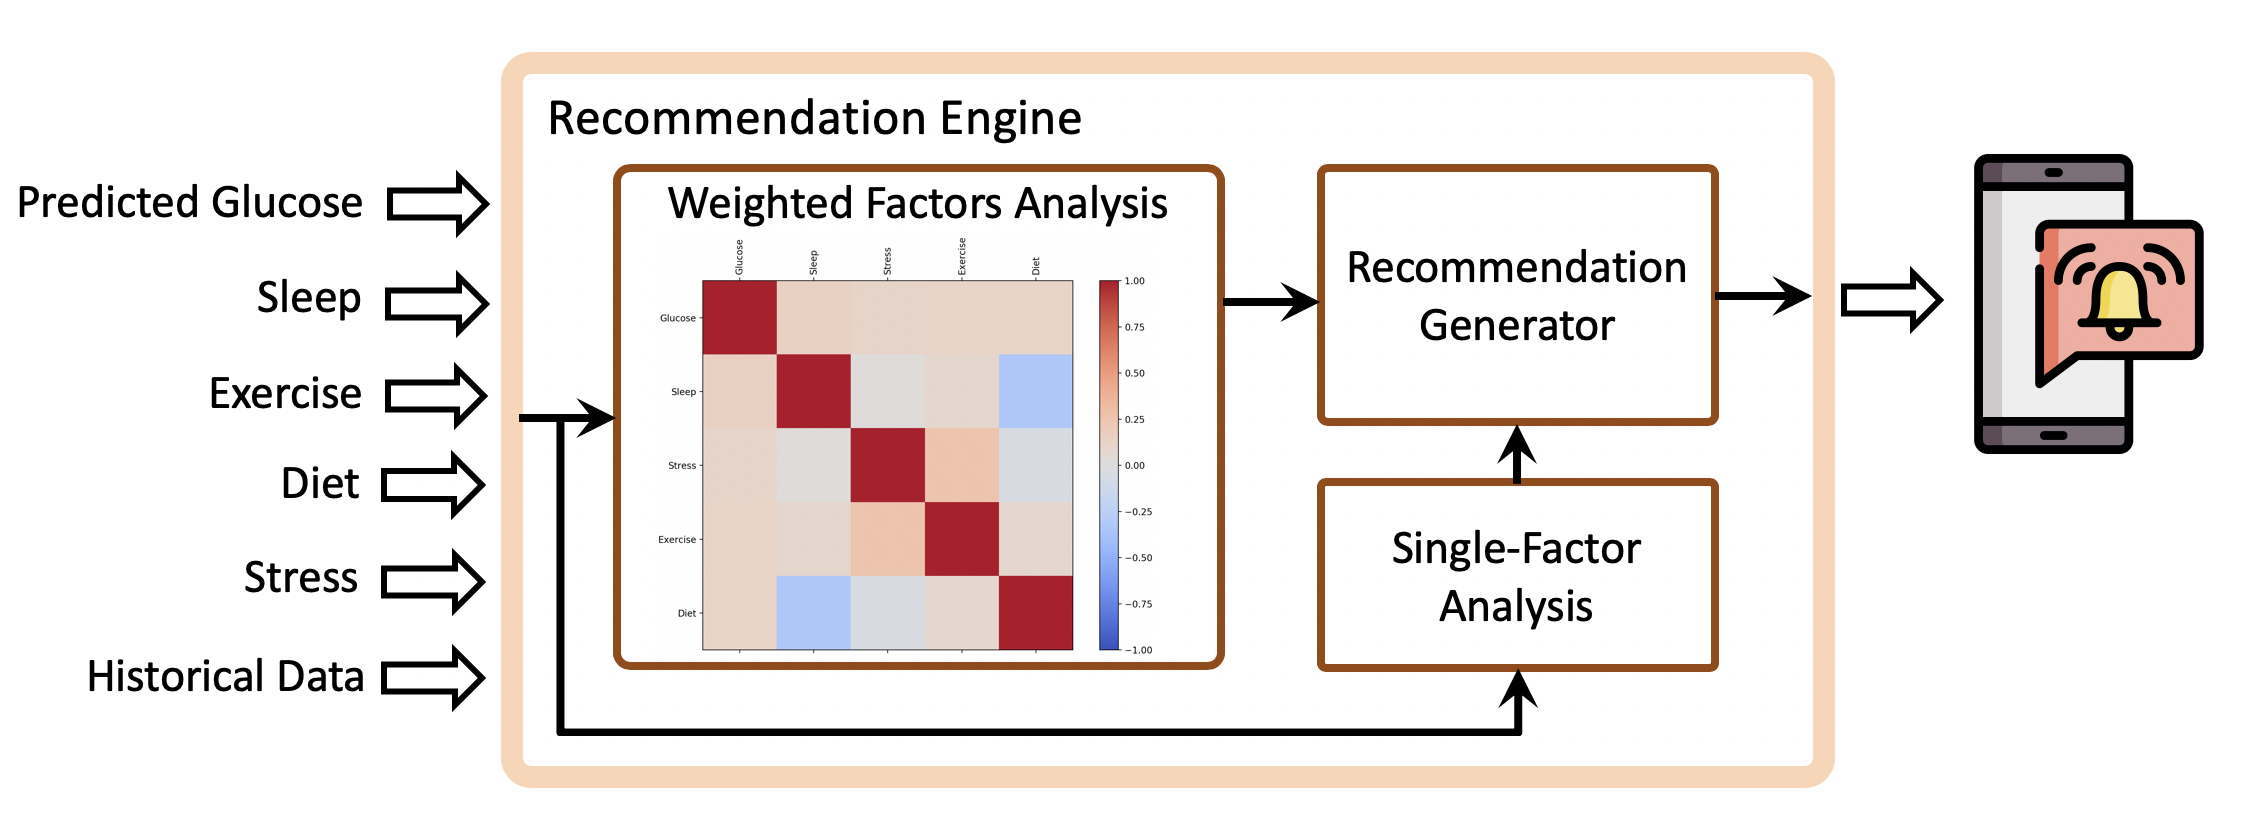 Recommendation Engine
Predicted Glucose
Sleep
Exercise
Diet
Stress
Historical Data
Weighted Factors Analysis
Glucose
Sleep
Stress
Exercise
Diet
Glucose
Sleep
Stress
Exercise
Diet
1.00
0.75
0.50
0.25
0.00
−0.25
−0.50
−0.75
−1.00
Recommendation
Generator
Single-Factor
Analysis